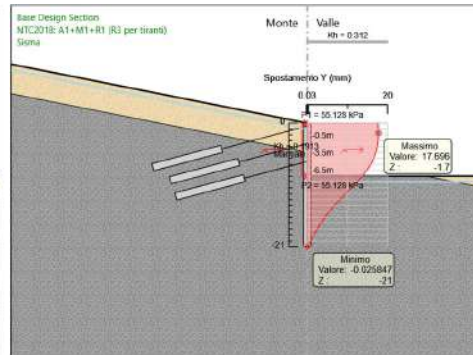 Base Design Section
NTC2018: A1+M1+R1 (R3 per tiranti)
Sisma
Monte Valle
Kh = 0.312
Spostamento Y (mm)
0.03 20
0
P1 = 55.128 kPa
-0.5m
-3.5m
-6.5m
P2 = 55.128 kPa
Massimo
Valore: 17.696
Z : -1.7
-21
Minimo
Valore: -0.025847
Z : -21